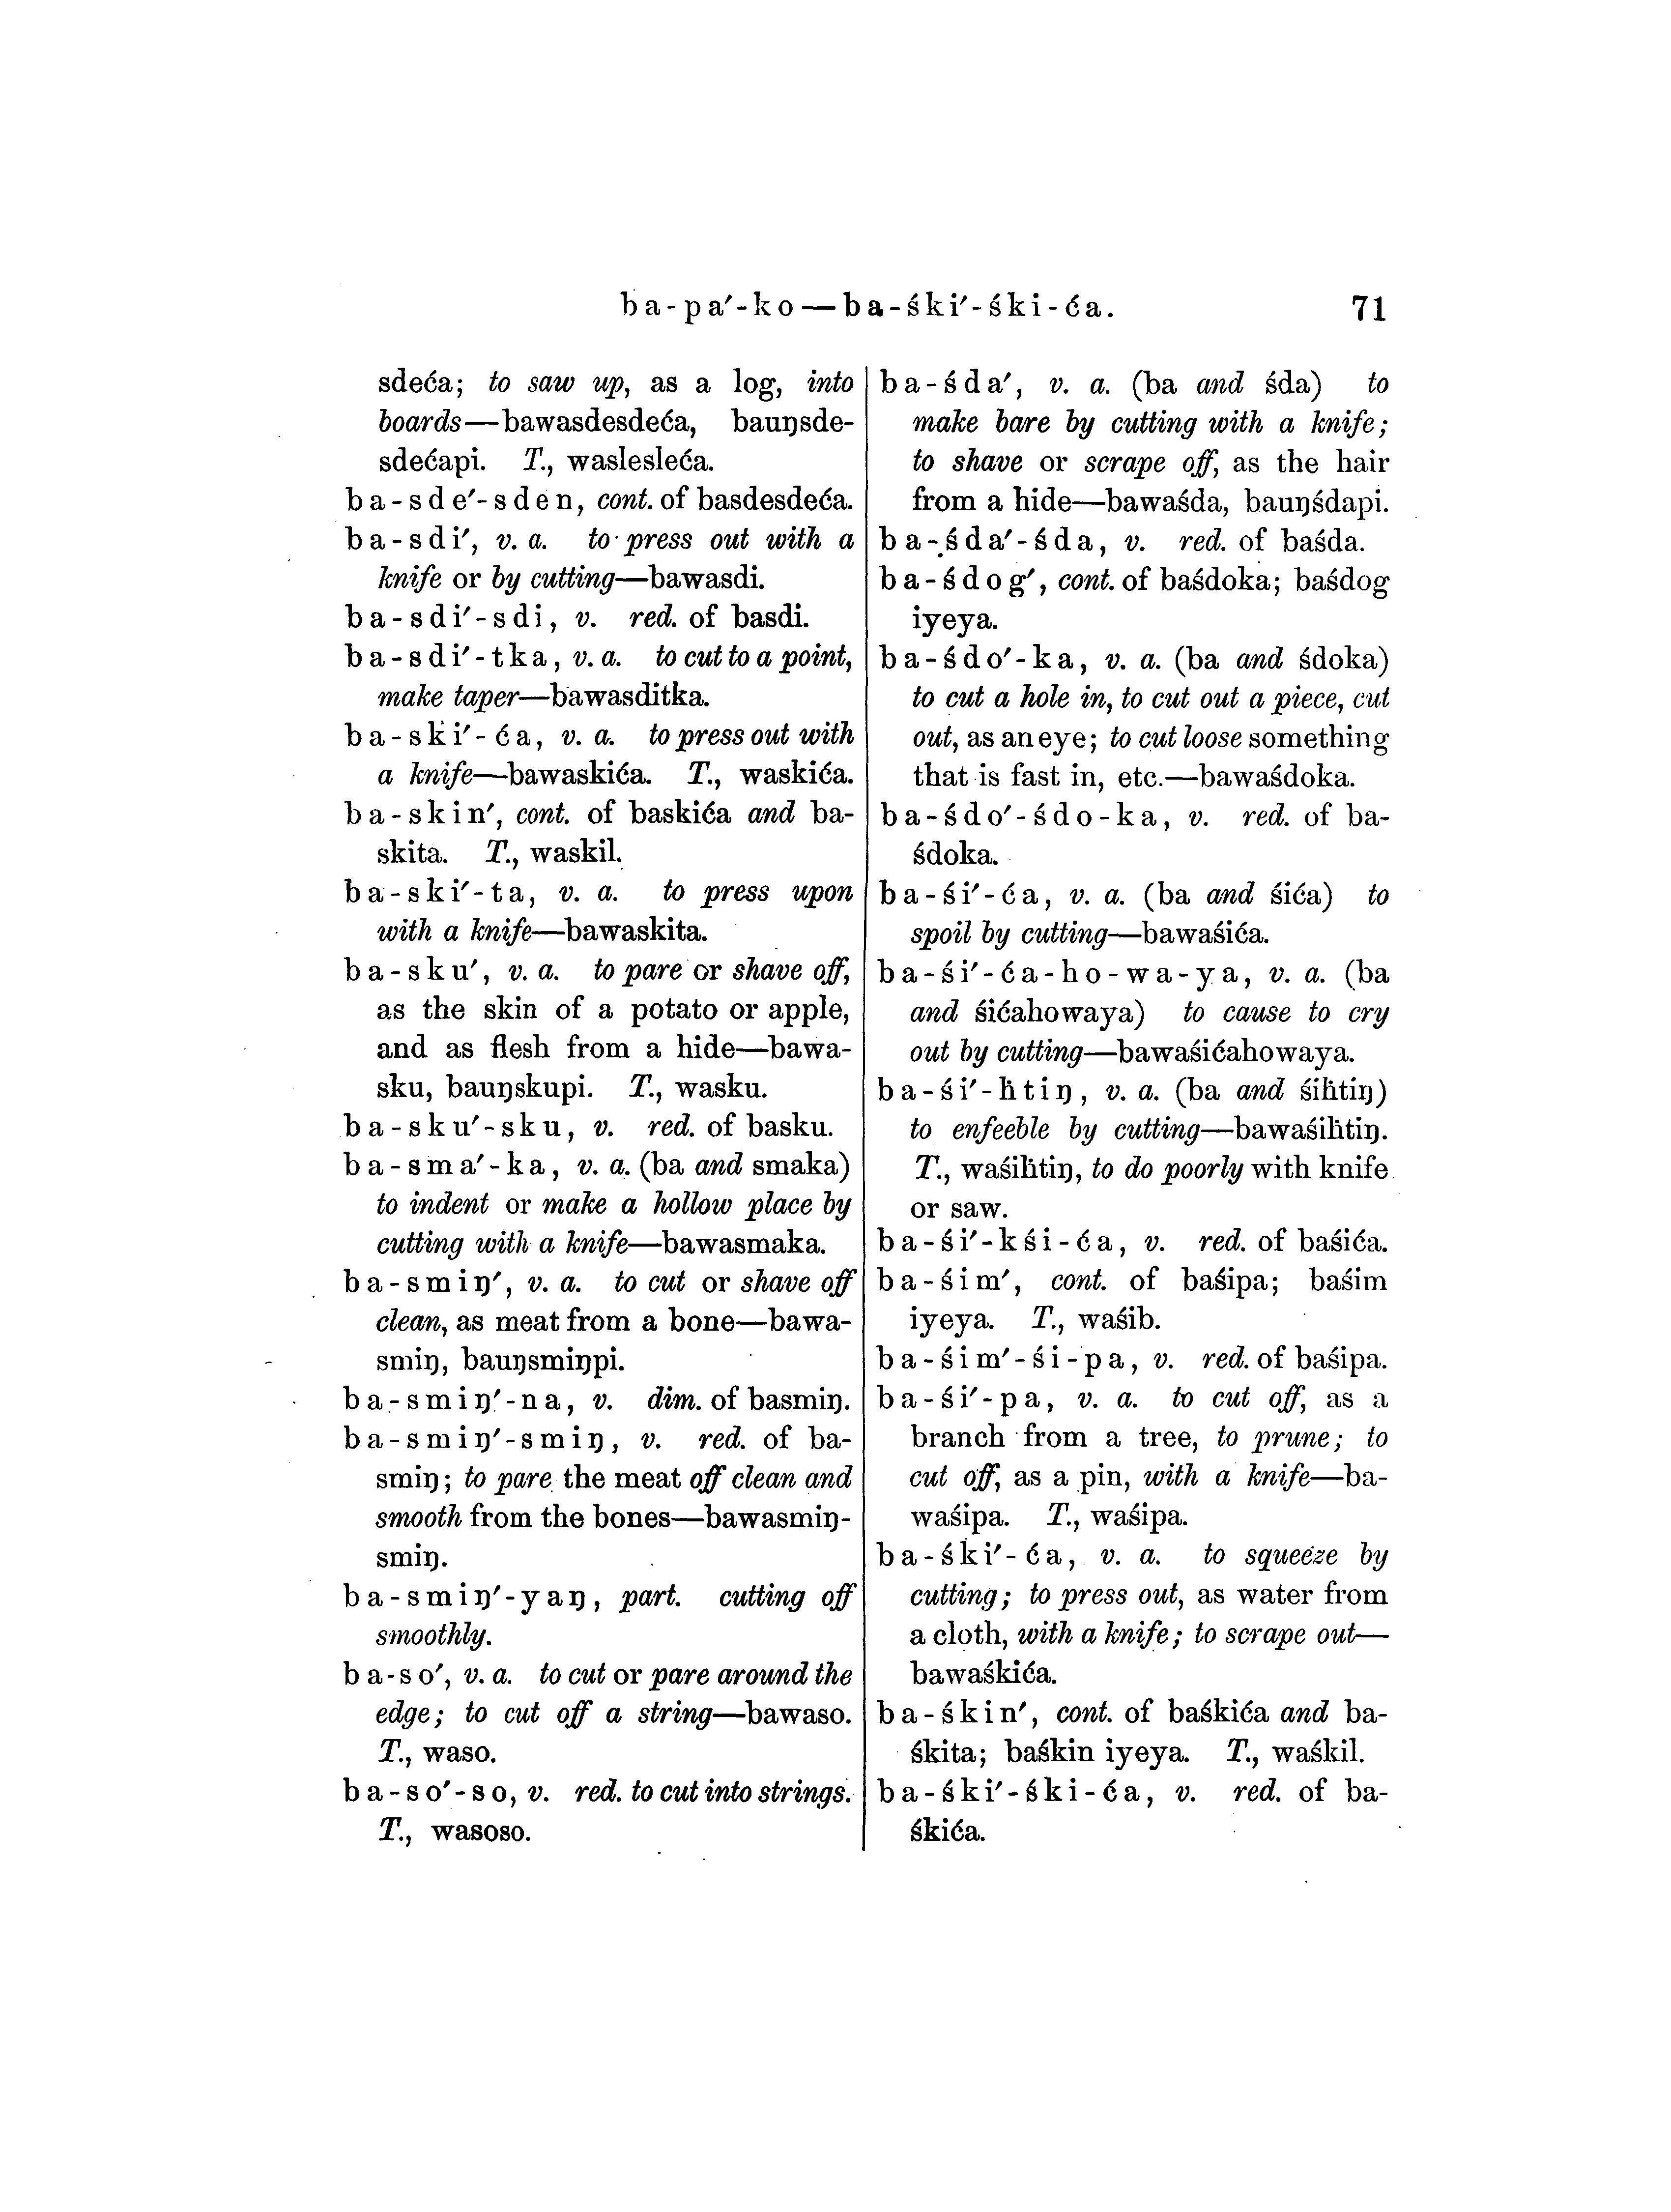 ba-pa′-ko—ba-śki′-śki-ća. 71
sdeća; to saw up, as a log, into
boards—bawasdesdeća, bauŋsde-
sdećapi. T., waslesleća.
ba-sde′-sden, cont. of basdesdeća.
ba-sdi′, v. a. to press out with a
knife or by cutting—bawasdi.
ba-sdi′-sdi, v. red. of basdi.
ba-sdi′-tka, v. a. to cut to a point,
make taper—bawasditka.
ba-ski′-ća, v. a. to press out with
a knife—bawaskića. T., waskića.
ba-skin′, cont. of baskića and ba-
skita. T., waskil.
ba-ski′-ta, v. a. to press upon
with a knife—bawaskita.
ba-sku′, v. a. to pare or shave off,
as the skin of a potato or apple,
and as flesh from a hide—bawa-
sku, bauŋskupi. T., wasku.
ba-sku′-sku, v. red. of basku.
ba-sma′-ka, v. a. (ba and smaka)
to indent or make a hollow place by
cutting with a knife—bawasmaka.
ba-smiŋ′, v. a. to cut or shave off
clean, as meat from a bone—bawa-
smiŋ, bauŋsmiŋpi.
ba-smiŋ′-na, v. dim. of basmiŋ.
ba-smiŋ′-smiŋ, v. red. of ba-
smiŋ; to pare the meat off clean and
smooth from the bones—bawasmiŋ-
smiŋ.
ba-smiŋ′-yaŋ, part. cutting off
smoothly.
ba-so′, v. a. to cut or pare around the
edge; to cut off a string—bawaso.
T., waso.
ba-so′-so, v. red. to cut into strings.
T., wasoso.
ba-śda′, v. a. (ba and śda) to
make bare by cutting with a knife;
to shave or scrape off, as the hair
from a hide—bawaśda, bauŋśdapi.
ba-śda′-śda, v. red. of baśda.
ba-śdog′, cont. of baśdoka; baśdog
iyeya.
ba-śdo′-ka, v. a. (ba and śdoka)
to cut a hole in, to cut out a piece, cut
out, as an eye; to cut loose something
that is fast in, etc.—bawaśdoka.
ba-śdo′-śdo-ka, v. red. of ba-
śdoka.
ba-śi′-ća, v. a. (ba and śića) to
spoil by cutting—bawaśića.
ba-śi′-ća-ho-wa-ya, v. a. (ba
and śićahowaya) to cause to cry
out by cutting—bawaśićahowaya.
ba-śi′-ḣtiŋ, v. a. (ba and śiḣtiŋ)
to enfeeble by cutting—bawaśiḣtiŋ.
T., waśiḣtiŋ, to do poorly with knife
or saw.
ba-śi′-kśi-ća, v. red. of baśića.
ba-śim′, cont. of baśipa; baśim
iyeya. T., waśib.
ba-śim′-śi-pa, v. red. of baśipa.
ba-śi′-pa, v. a. to cut off, as a
branch from a tree, to prune; to
cut off, as a pin, with a knife—ba-
waśipa. T., waśipa.
ba-śki′-ća, v. a. to squeeze by
cutting; to press out, as water from
a cloth, with a knife; to scrape out—
bawaśkića.
ba-śkin′, cont. of baśkića and ba-
śkita; baśkin iyeya. T., waśkil.
ba-śki′-śki-ća, v. red. of ba-
śkića.